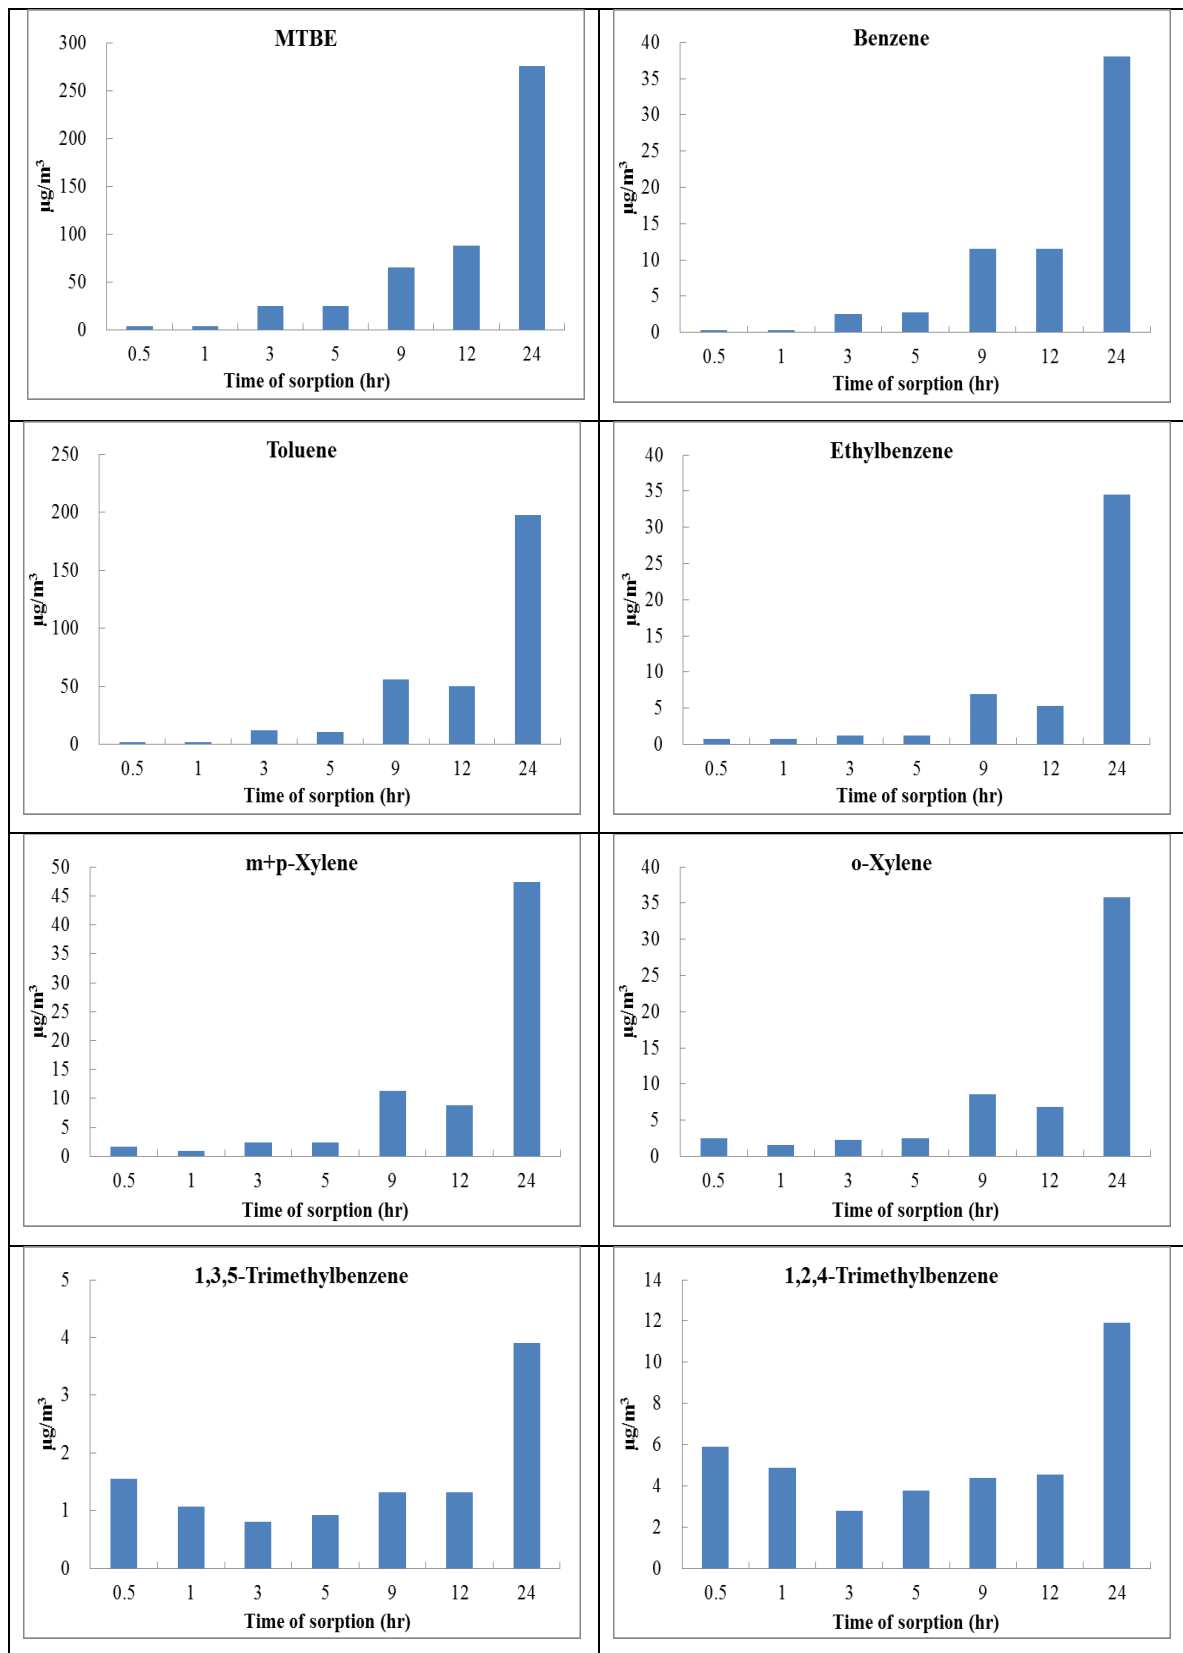 MTBE
300
250
200
150
100
50
0
µg/m³
0.5 1 3 5 9 12 24
Time of sorption (hr)
Benzene
40
35
30
25
20
15
10
5
0
µg/m³
0.5 1 3 5 9 12 24
Time of sorption (hr)
Toluene
250
200
150
100
50
0
µg/m³
0.5 1 3 5 9 12 24
Time of sorption (hr)
Ethylbenzene
40
35
30
25
20
15
10
5
0
µg/m³
0.5 1 3 5 9 12 24
Time of sorption (hr)
m+p-Xylene
50
45
40
35
30
25
20
15
10
5
0
µg/m³
0.5 1 3 5 9 12 24
Time of sorption (hr)
o-Xylene
40
35
30
25
20
15
10
5
0
µg/m³
0.5 1 3 5 9 12 24
Time of sorption (hr)
1,3,5-Trimethylbenzene
5
4
3
2
1
0
µg/m³
0.5 1 3 5 9 12 24
Time of sorption (hr)
1,2,4-Trimethylbenzene
14
12
10
8
6
4
2
0
µg/m³
0.5 1 3 5 9 12 24
Time of sorption (hr)